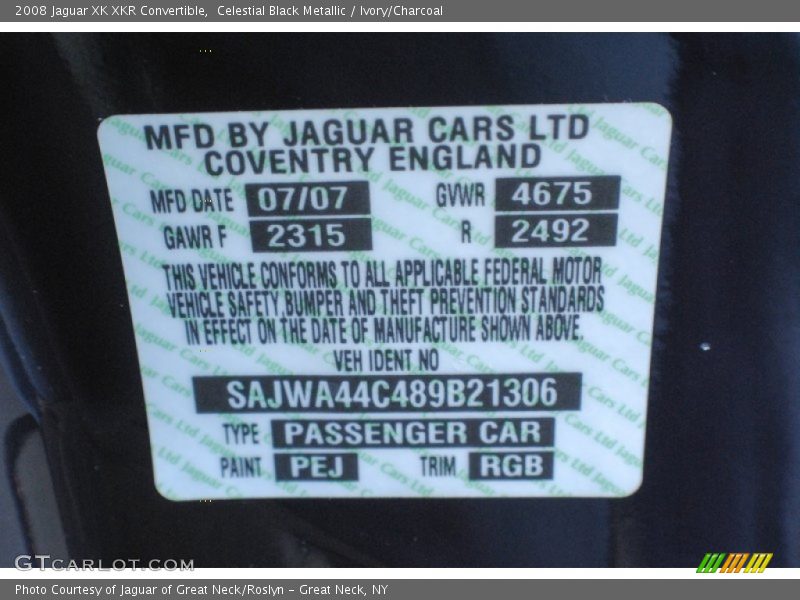 2008 Jaguar XK XKR Convertible,  Celestial Black Metallic / Ivory/Charcoal
MFD BY JAGUAR CARS LTD
COVENTRY ENGLAND
MFD DATE 07/07 GVWR 4675
GAWR F 2315 R 2492
THIS VEHICLE CONFORMS TO ALL APPLICABLE FEDERAL MOTOR
VEHICLE SAFETY,BUMPER AND THEFT PREVENTION STANDARDS
IN EFFECT ON THE DATE OF MANUFACTURE SHOWN ABOVE.
VEH IDENT NO
SAJWA44C489B21306
TYPE PASSENGER CAR
PAINT PEJ TRIM RGB
GTcarlot.com
Photo Courtesy of Jaguar of Great Neck/Roslyn – Great Neck, NY